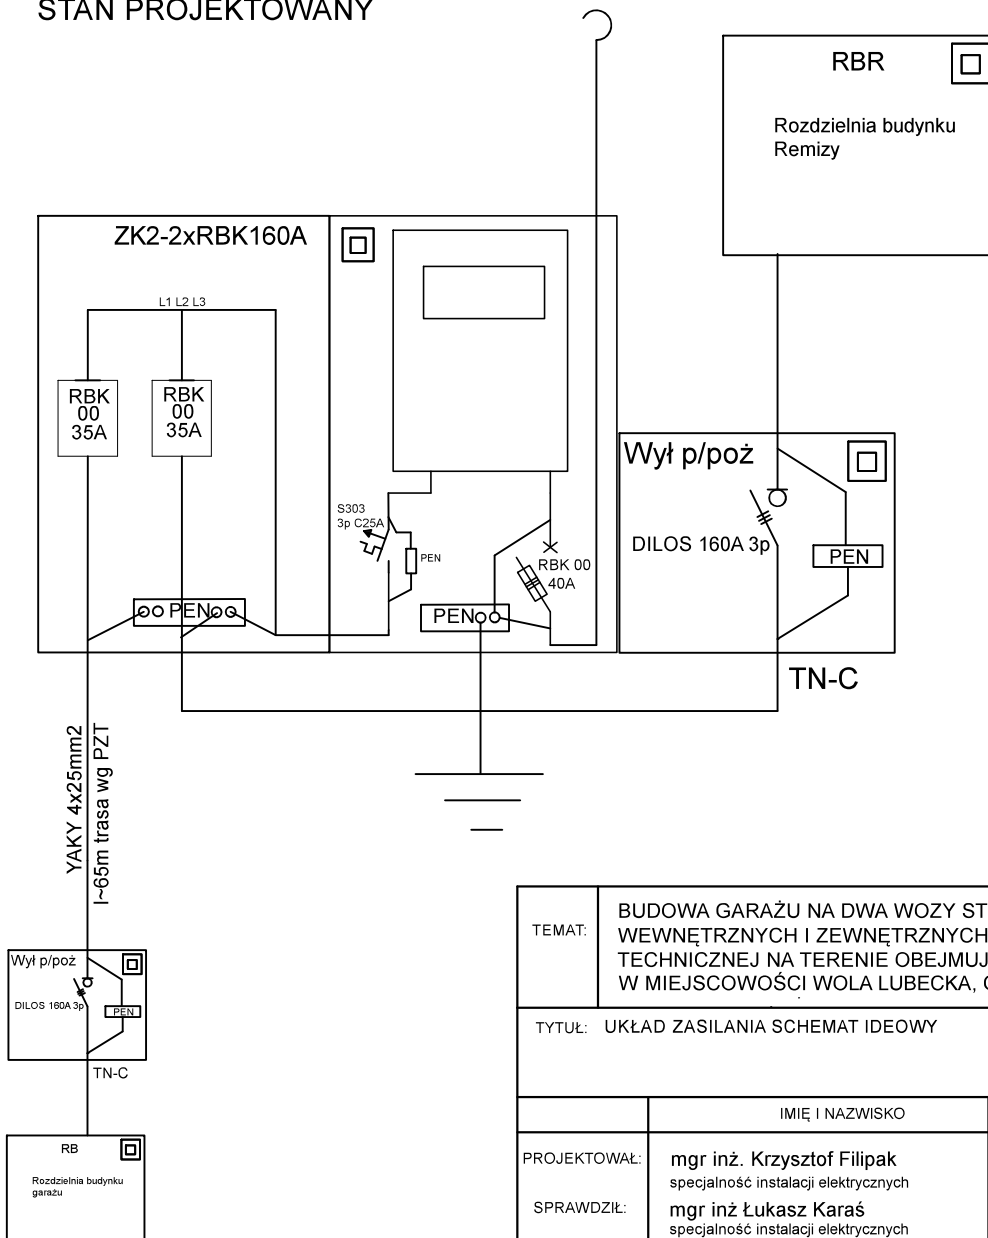 STAN PROJEKTOWANY
RBR
Rozdzielnia budynku
Remizy
ZK2-2xRBK160A
L1 L2 L3
RBK
00
35A
RBK
00
35A
S303
3p C25A
PEN
RBK 00
40A
PEN
PEN
Wył p/poż
DILOS 160A 3p
PEN
TN-C
YAKY 4x25mm2
l~65m trasa wg PZT
Wył p/poż
DILOS 160A 3p
PEN
TN-C
RB
Rozdzielnia budynku
garażu
TEMAT:
BUDOWA GARAŻU NA DWA WOZY ST
WEWNĘTRZNYCH I ZEWNĘTRZNYCH
TECHNICZNEJ NA TERENIE OBEJMUJ
W MIEJSCOWOŚCI WOLA LUBECKA,
TYTUŁ: UKŁAD ZASILANIA SCHEMAT IDEOWY
IMIĘ I NAZWISKO
PROJEKTOWAŁ:
mgr inż. Krzysztof Filipak
specjalność instalacji elektrycznych
SPRAWDZIŁ:
mgr inż Łukasz Karaś
specjalność instalacji elektrycznych